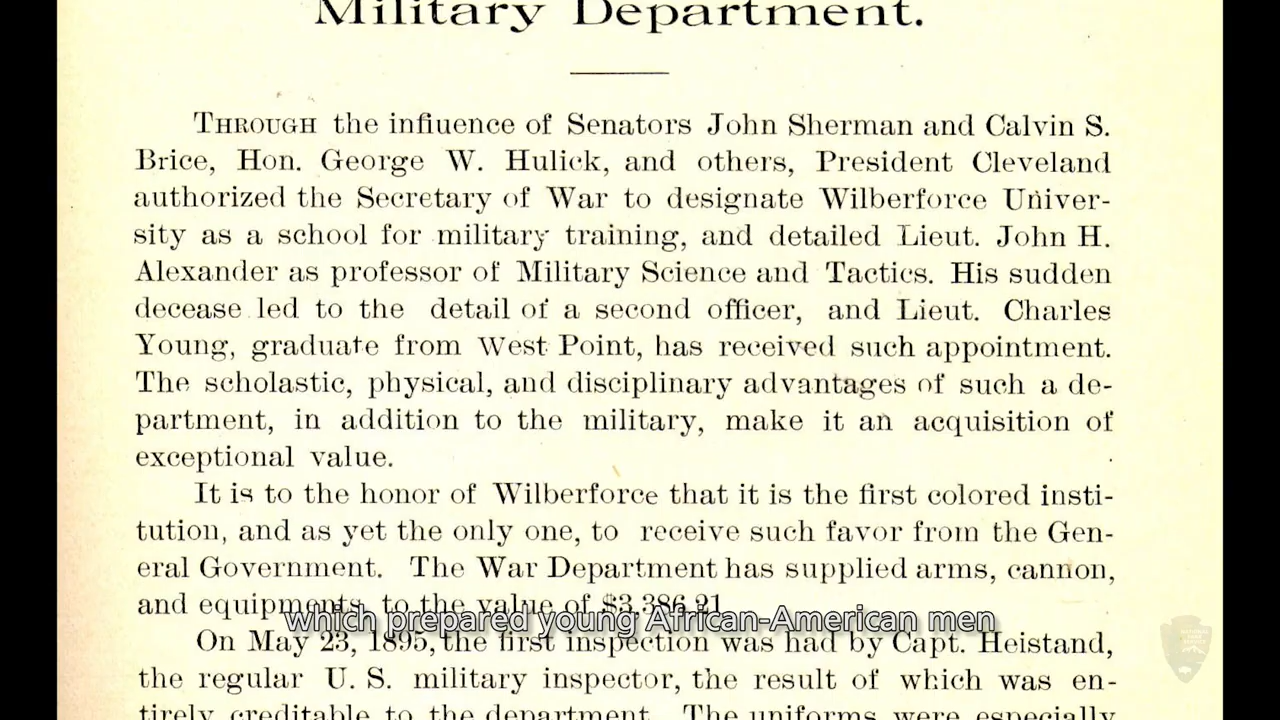 Military Department.
THROUGH the influence of Senators John Sherman and Calvin S.
Brice, Hon. George W. Hulick, and others, President Cleveland
authorized the Secretary of War to designate Wilberforce Univer-
sity as a school for military training, and detailed Lieut. John H.
Alexander as professor of Military Science and Tactics. His sudden
decease led to the detail of a second officer, and Lieut. Charles
Young, graduate from West Point, has received such appointment.
The scholastic, physical, and disciplinary advantages of such a de-
partment, in addition to the military, make it an acquisition of
exceptional value.
It is to the honor of Wilberforce that it is the first colored insti-
tution, and as yet the only one, to receive such favor from the Gen-
eral Government. The War Department has supplied arms, cannon,
and equipments, to the value of $3,386.21
which prepared young African-American men
On May 23, 1895, the first inspection was had by Capt. Heistand,
the regular U. S. military inspector, the result of which was en-
tirely creditable to the department. The uniforms were especially